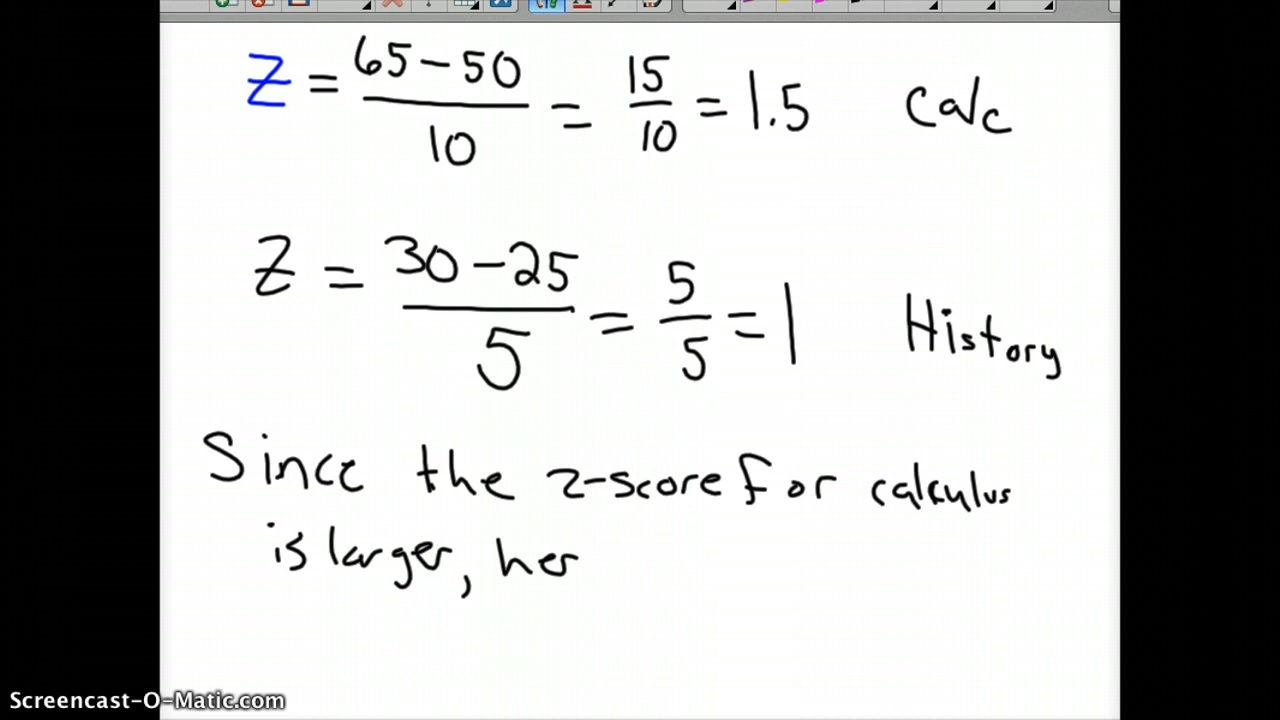 Z = 65-50 / 10 = 15 / 10 = 1.5 Calc
Z = 30-25 / 5 = 5 / 5 = 1 History
Since the z-score for calculus
is larger, her
Screencast-O-Matic.com